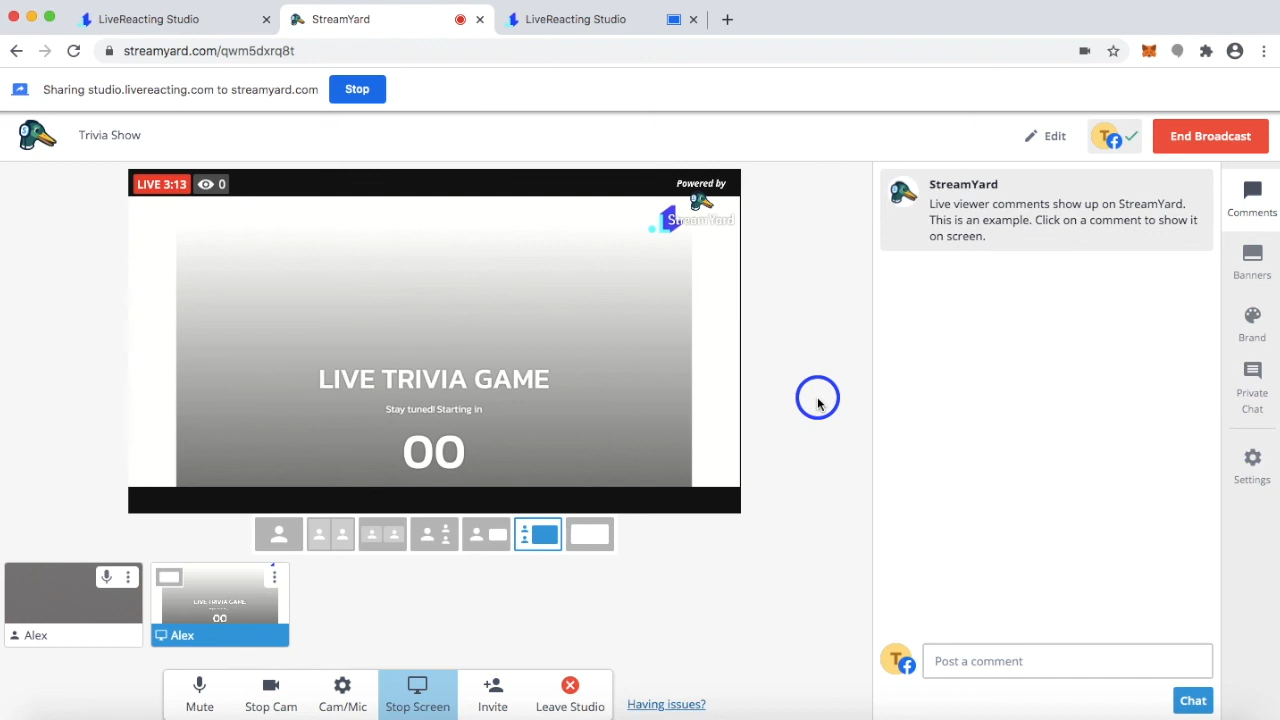 LiveReacting Studio
StreamYard
LiveReacting Studio
streamyard.com/qwm5dxrq8t
Sharing studio.livereacting.com to streamyard.com
Stop
Trivia Show
Edit
T
End Broadcast
LIVE 3:13
0
Powered by
StreamYard
LIVE TRIVIA GAME
Stay tuned! Starting in
00
StreamYard
Live viewer comments show up on StreamYard.
This is an example. Click on a comment to show it
on screen.
Comments
Banners
Brand
Private
Chat
Settings
Alex
LIVE TRIVIA GAME
00
Alex
Mute
Stop Cam
Cam/Mic
Stop Screen
Invite
Leave Studio
Having issues?
T
Post a comment
Chat